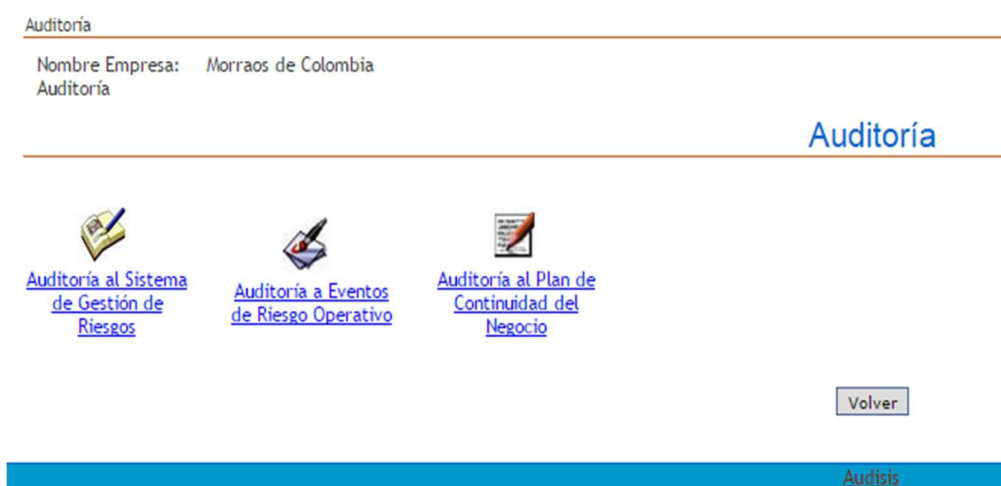 Auditoría
Nombre Empresa: Morraos de Colombia
Auditoría
Auditoría
Auditoría al Sistema
de Gestión de
Riesgos
Auditoría a Eventos
de Riesgo Operativo
Auditoría al Plan de
Continuidad del
Negocio
Volver
Audisis